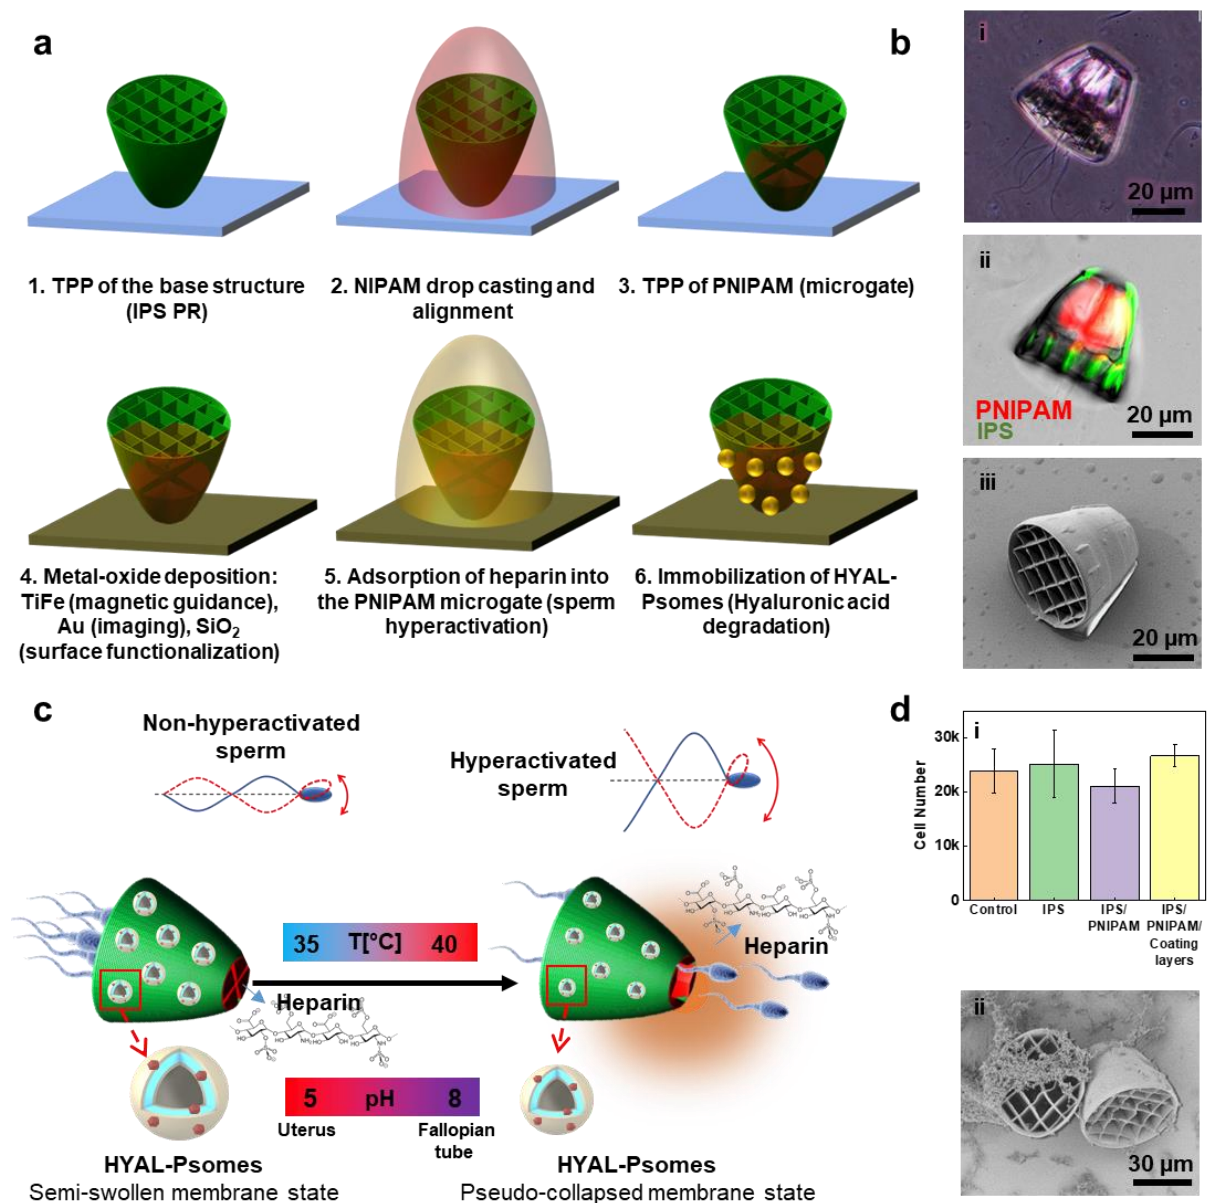 a
1. TPP of the base structure
(IPS PR)
2. NIPAM drop casting and
alignment
3. TPP of PNIPAM (microgate)
4. Metal-oxide deposition:
TiFe (magnetic guidance),
Au (imaging), SiO₂
(surface functionalization)
5. Adsorption of heparin into
the PNIPAM microgate (sperm
hyperactivation)
6. Immobilization of HYAL-
Psomes (Hyaluronic acid
degradation)
b
i
20 µm
ii
PNIPAM
IPS
20 µm
iii
20 µm
c
Non-hyperactivated
sperm
Hyperactivated
sperm
35 T[°C] 40
Heparin
Heparin
5 pH 8
Uterus
Fallopian
tube
HYAL-Psomes
Semi-swollen membrane state
HYAL-Psomes
Pseudo-collapsed membrane state
d
i
Cell Number
30k
20k
10k
0
Control
IPS
IPS/
PNIPAM
IPS/
PNIPAM/
Coating
layers
ii
30 µm